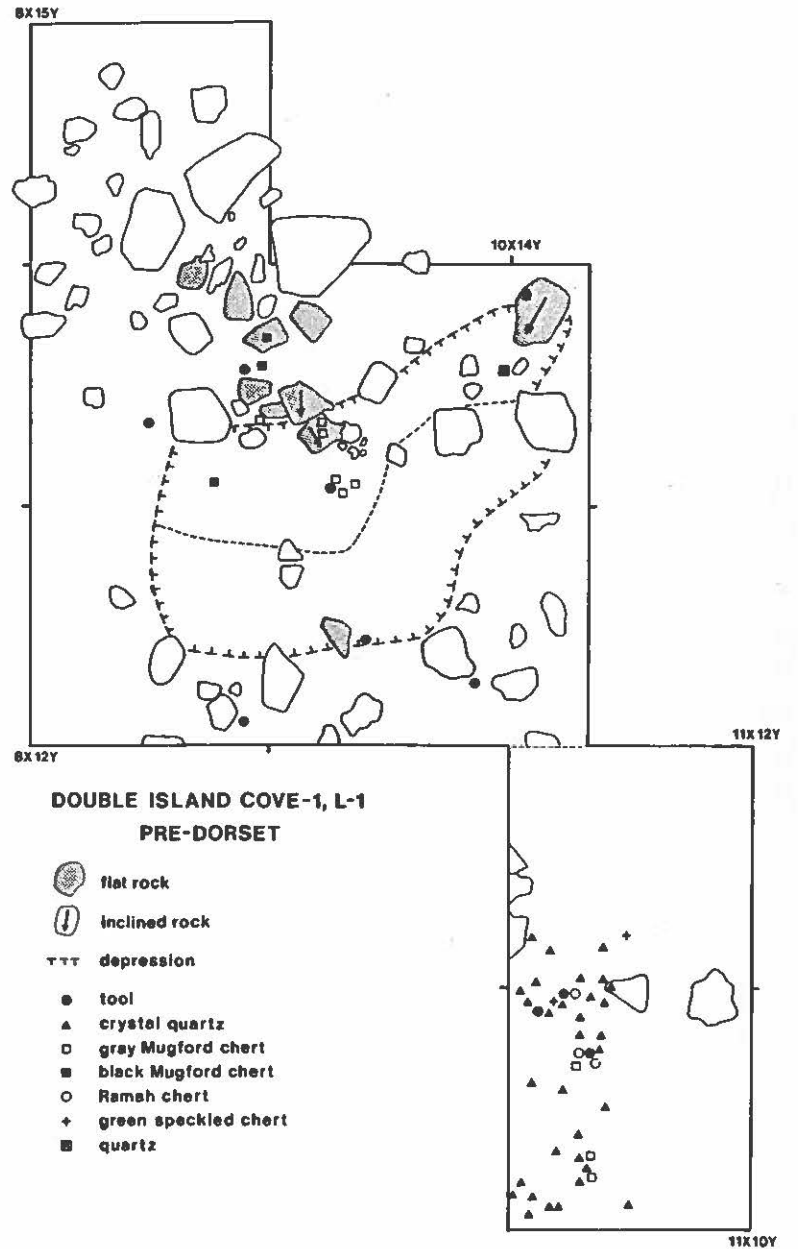 8X15Y
10X14Y
8X12Y
11X12Y
DOUBLE ISLAND COVE-1, L-1
PRE-DORSET
flat rock
inclined rock
depression
tool
crystal quartz
gray Mugford chert
black Mugford chert
Ramah chert
green speckled chert
quartz
11X10Y